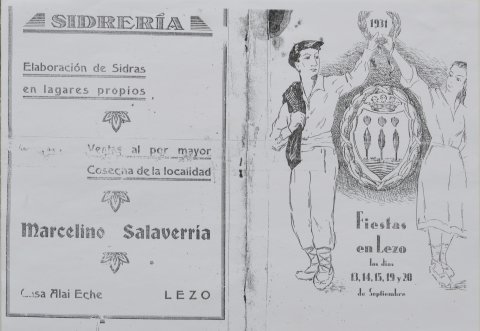 SIDRERÍA
Elaboración de Sidras
en lagares propios
Ventas al por mayor
Cosecha de la localidad
Marcelino Salaverria
Casa Alai Eche LEZO
1931
Fiestas
en Lezo
los días
13, 14, 15, 19 y 20
de Septiembre